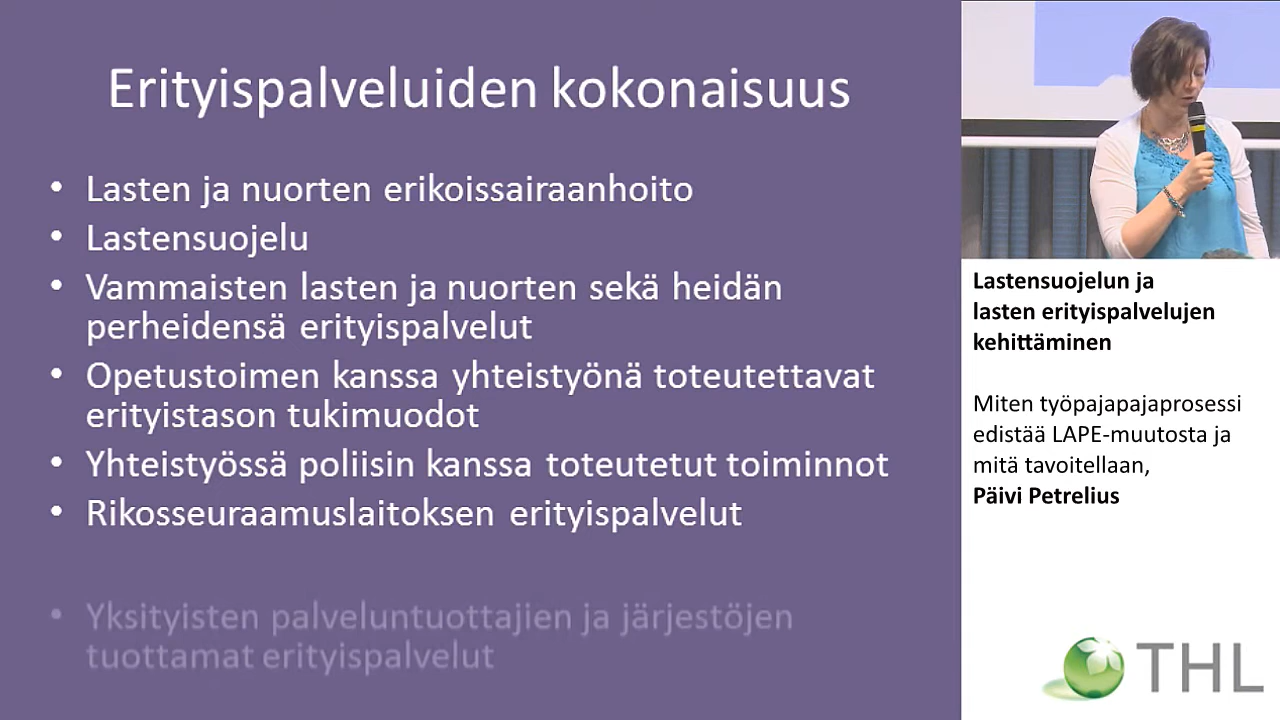 Erityispalveluiden kokonaisuus
• Lasten ja nuorten erikoissairaanhoito
• Lastensuojelu
• Vammaisten lasten ja nuorten sekä heidän
perheidensä erityispalvelut
• Opetustoimen kanssa yhteistyönä toteutettavat
erityistason tukimuodot
• Yhteistyössä poliisin kanssa toteutetut toiminnot
• Rikosseuraamuslaitoksen erityispalvelut
• Yksityisten palveluntuottajien ja järjestöjen
tuottamat erityispalvelut
Lastensuojelun ja
lasten erityispalvelujen
kehittäminen
Miten työpajapajaprosessi
edistää LAPE-muutosta ja
mitä tavoitellaan,
Päivi Petrelius
THL